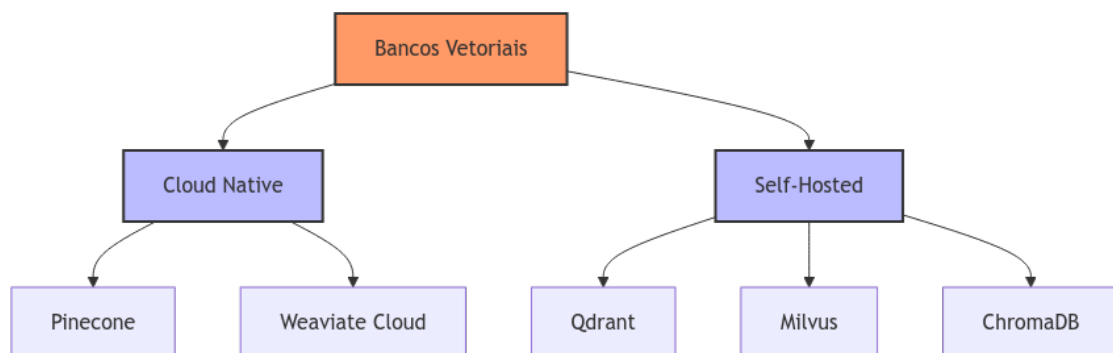 Bancos Vetoriais
Cloud Native
Self-Hosted
Pinecone
Weaviate Cloud
Qdrant
Milvus
ChromaDB